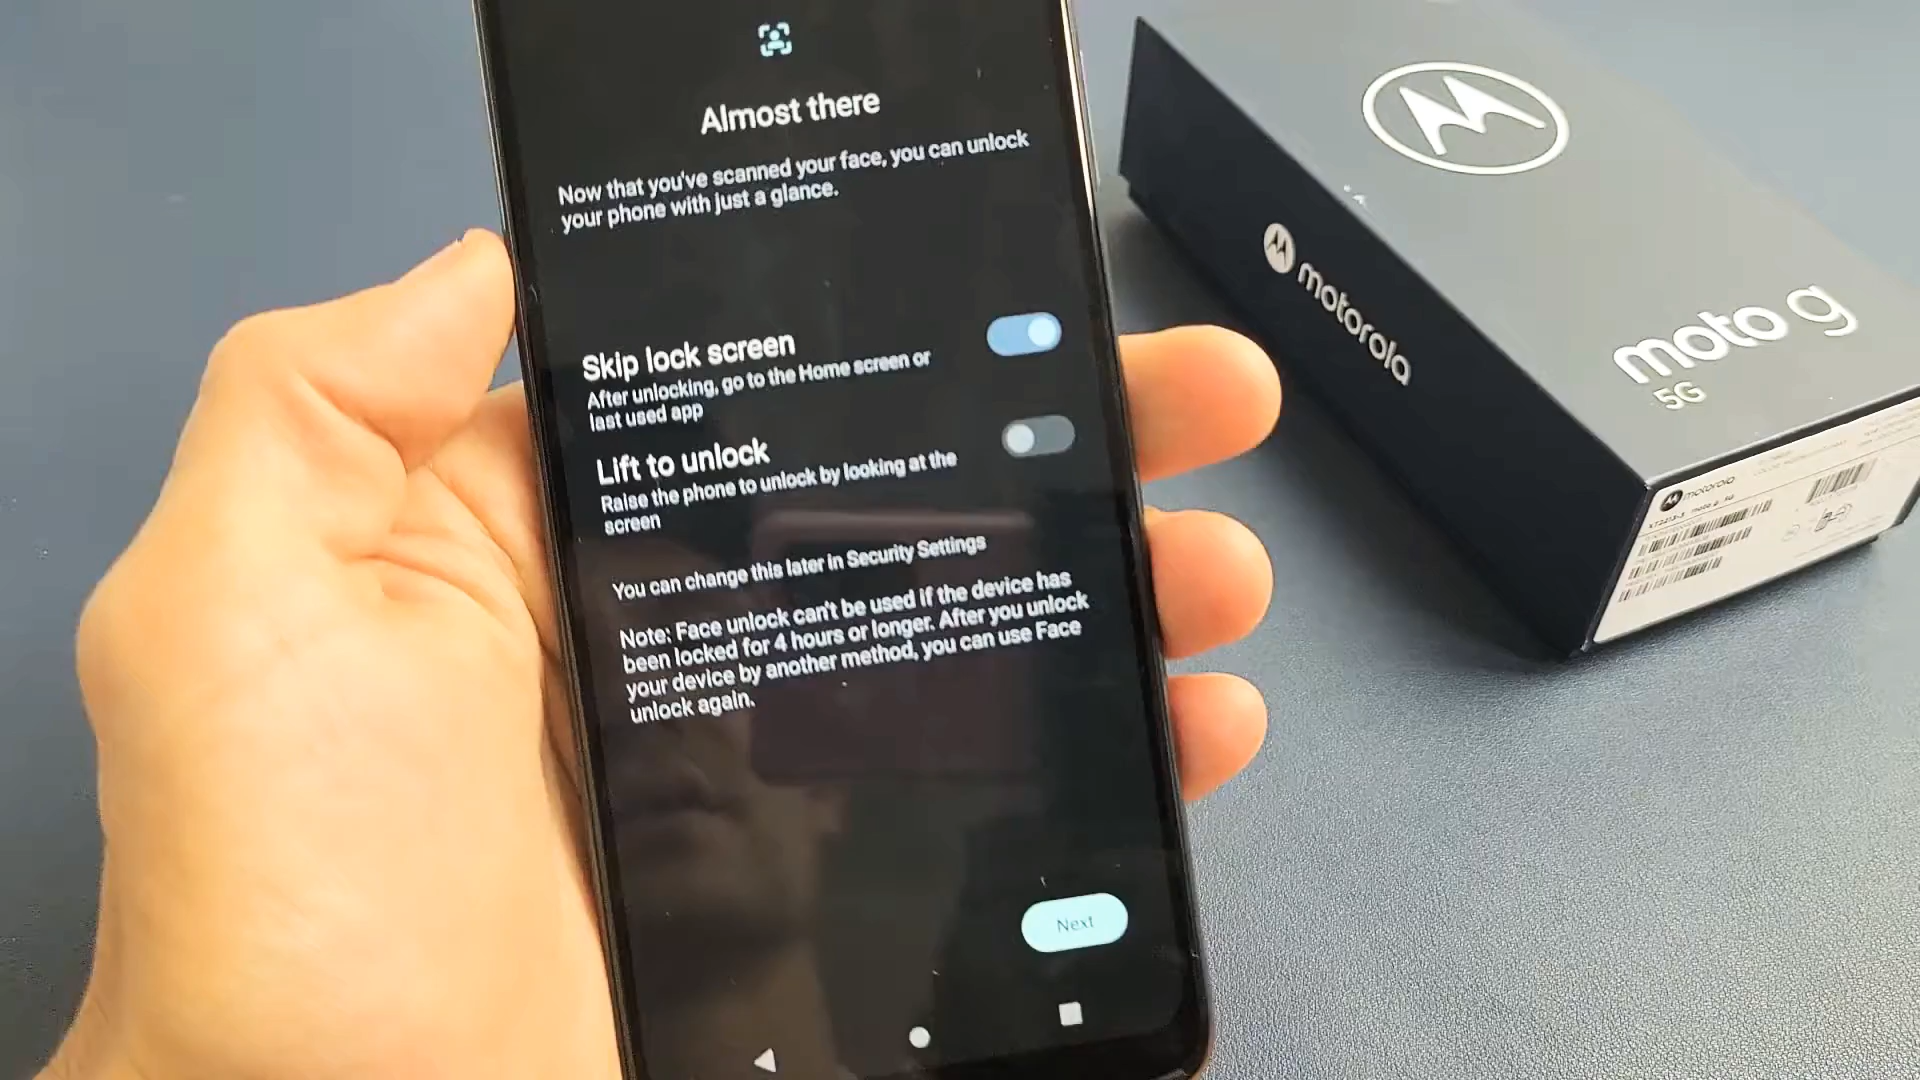 Almost there
Now that you've scanned your face, you can unlock
your phone with just a glance.
Skip lock screen
After unlocking, go to the Home screen or
last used app
Lift to unlock
Raise the phone to unlock by looking at the
screen
You can change this later in Security Settings
Note: Face unlock can't be used if the device has
been locked for 4 hours or longer. After you unlock
your device by another method, you can use Face
unlock again.
Next
motorola
moto g
5G
motorola